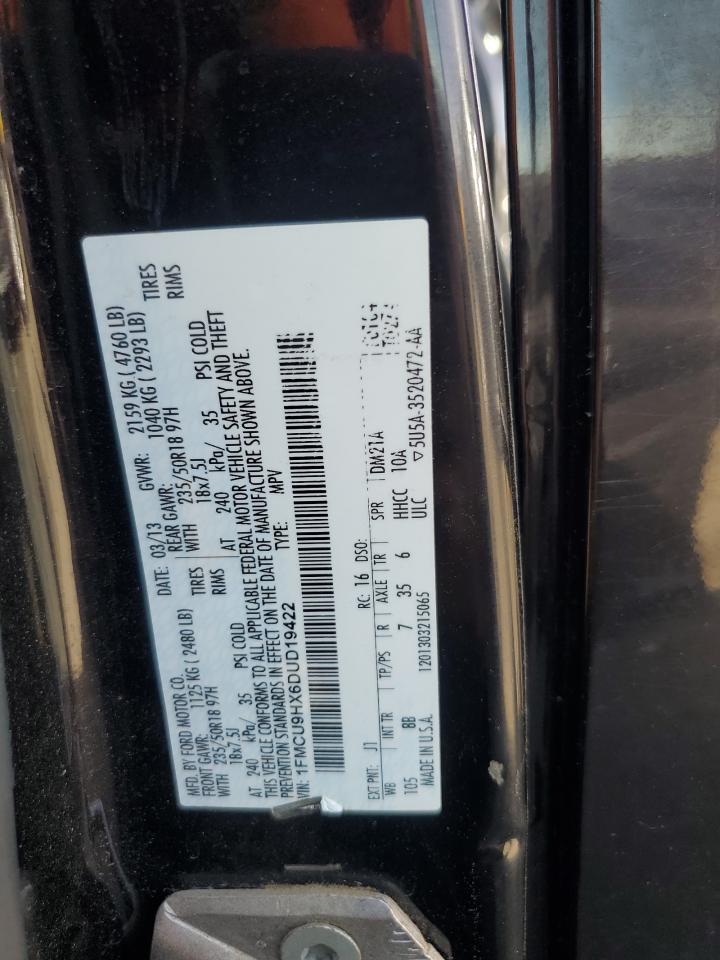 MFD. BY FORD MOTOR CO.
DATE: 03/13 GVWR: 2159 KG (4760 LB)
FRONT GAWR: 1125 KG (2480 LB) REAR GAWR: 1040 KG (2293 LB)
WITH 235/50R18 97H TIRES WITH 235/50R18 97H TIRES
18x7.5J RIMS 18x7.5J RIMS
AT 240 kPa/ 35 PSI COLD AT 240 kPa/ 35 PSI COLD
THIS VEHICLE CONFORMS TO ALL APPLICABLE FEDERAL MOTOR VEHICLE SAFETY AND THEFT
PREVENTION STANDARDS IN EFFECT ON THE DATE OF MANUFACTURE SHOWN ABOVE.
VIN: 1FMCU9HX6DUD19422 TYPE: MPV
EXT PNT: J1 RC: 16 DSO:
WB INT TR TP/PS R AXLE TR SPR DM21A
105 8B 7 35 6 HHCC 10A
MADE IN U.S.A. 1201303215065 ULC ▽5U5A-3520472-AA